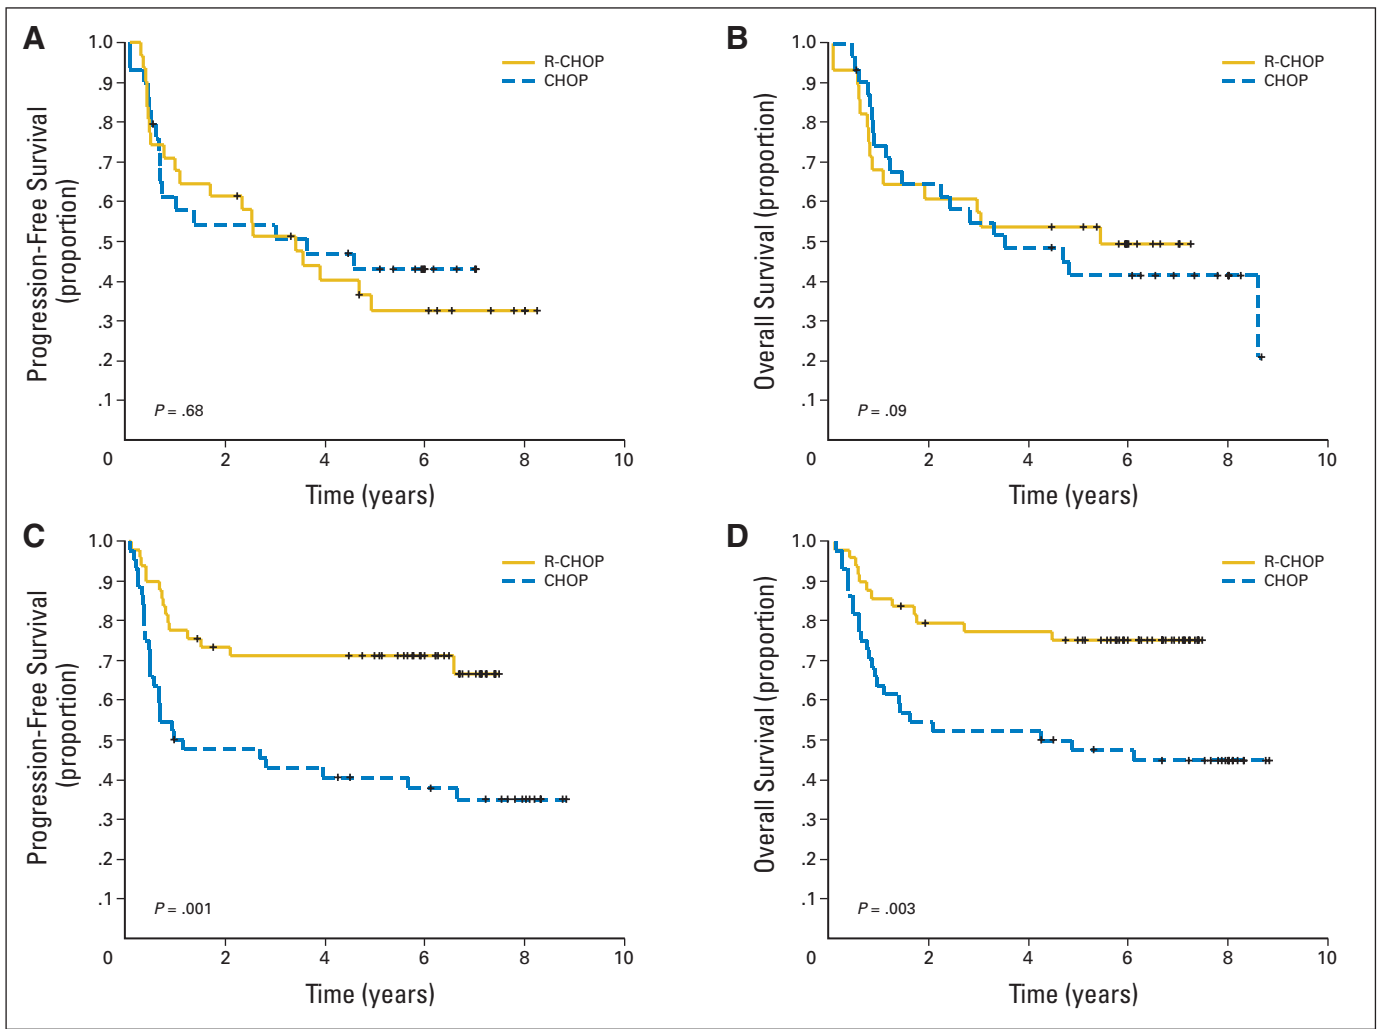 A
1.0
.9
.8
.7
.6
.5
.4
.3
.2
.1
0
2
4
6
8
10
Progression-Free Survival
(proportion)
Time (years)
R-CHOP
CHOP
P = .68
B
1.0
.9
.8
.7
.6
.5
.4
.3
.2
.1
0
2
4
6
8
10
Overall Survival (proportion)
Time (years)
R-CHOP
CHOP
P = .09
C
1.0
.9
.8
.7
.6
.5
.4
.3
.2
.1
0
2
4
6
8
10
Progression-Free Survival
(proportion)
Time (years)
R-CHOP
CHOP
P = .001
D
1.0
.9
.8
.7
.6
.5
.4
.3
.2
.1
0
2
4
6
8
10
Overall Survival (proportion)
Time (years)
R-CHOP
CHOP
P = .003